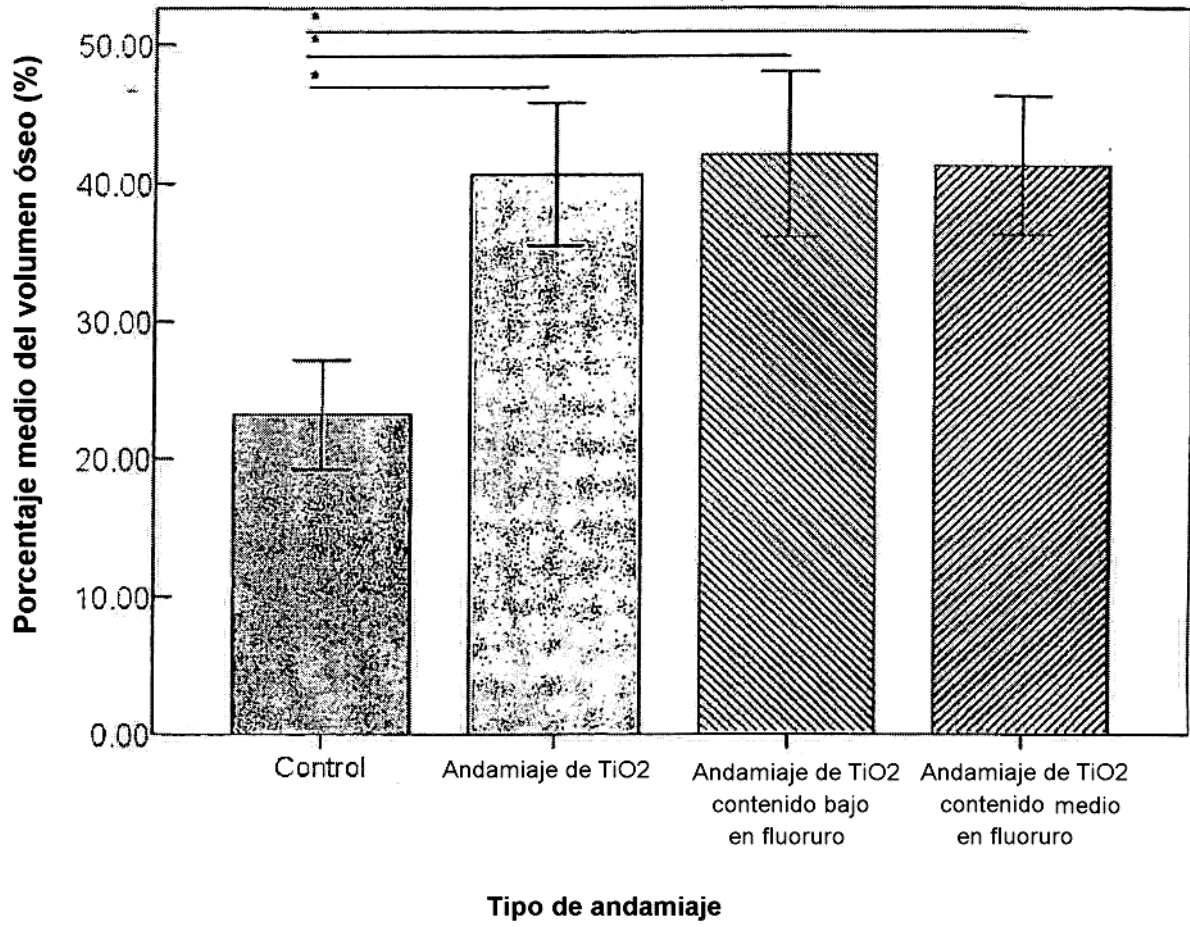 *
*
*
50.00
40.00
30.00
20.00
10.00
0.00
Porcentaje medio del volumen óseo (%)
Control
Andamiaje de TiO2
Andamiaje de TiO2
contenido bajo
en fluoruro
Andamiaje de TiO2
contenido medio
en fluoruro
Tipo de andamiaje